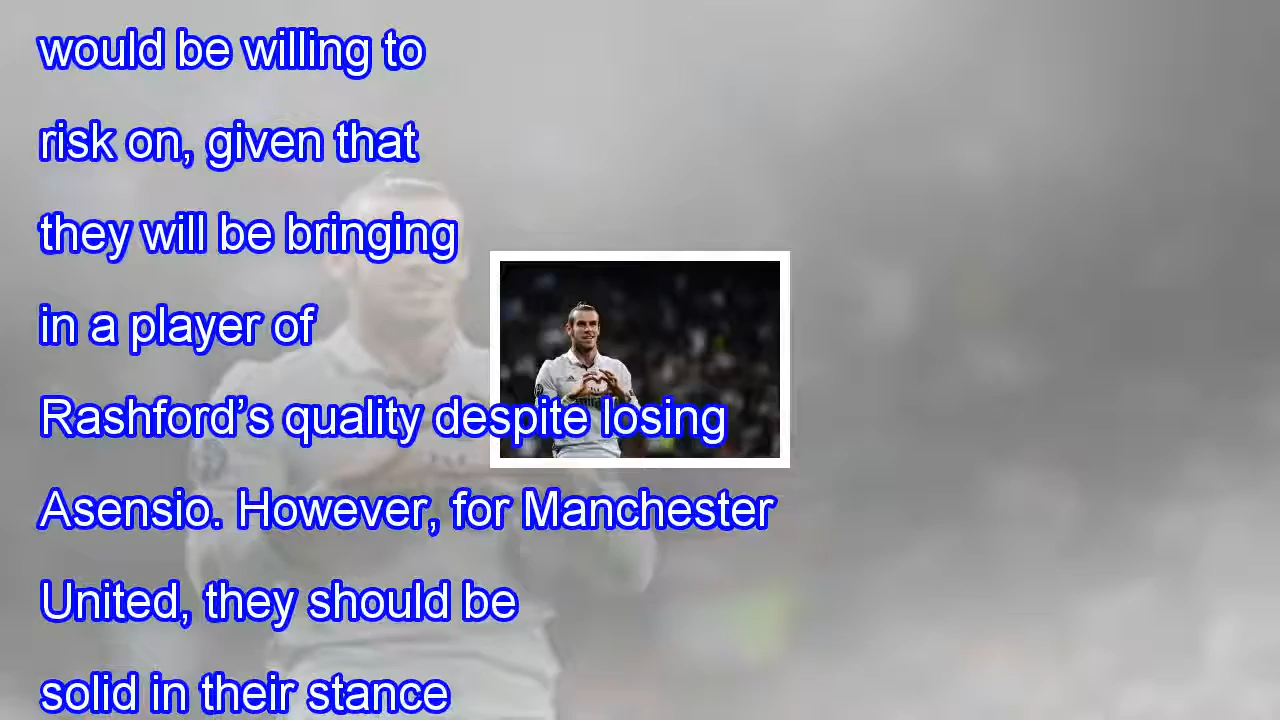 would be willing to
risk on, given that
they will be bringing
in a player of
Rashford’s quality despite losing
Asensio. However, for Manchester
United, they should be
solid in their stance